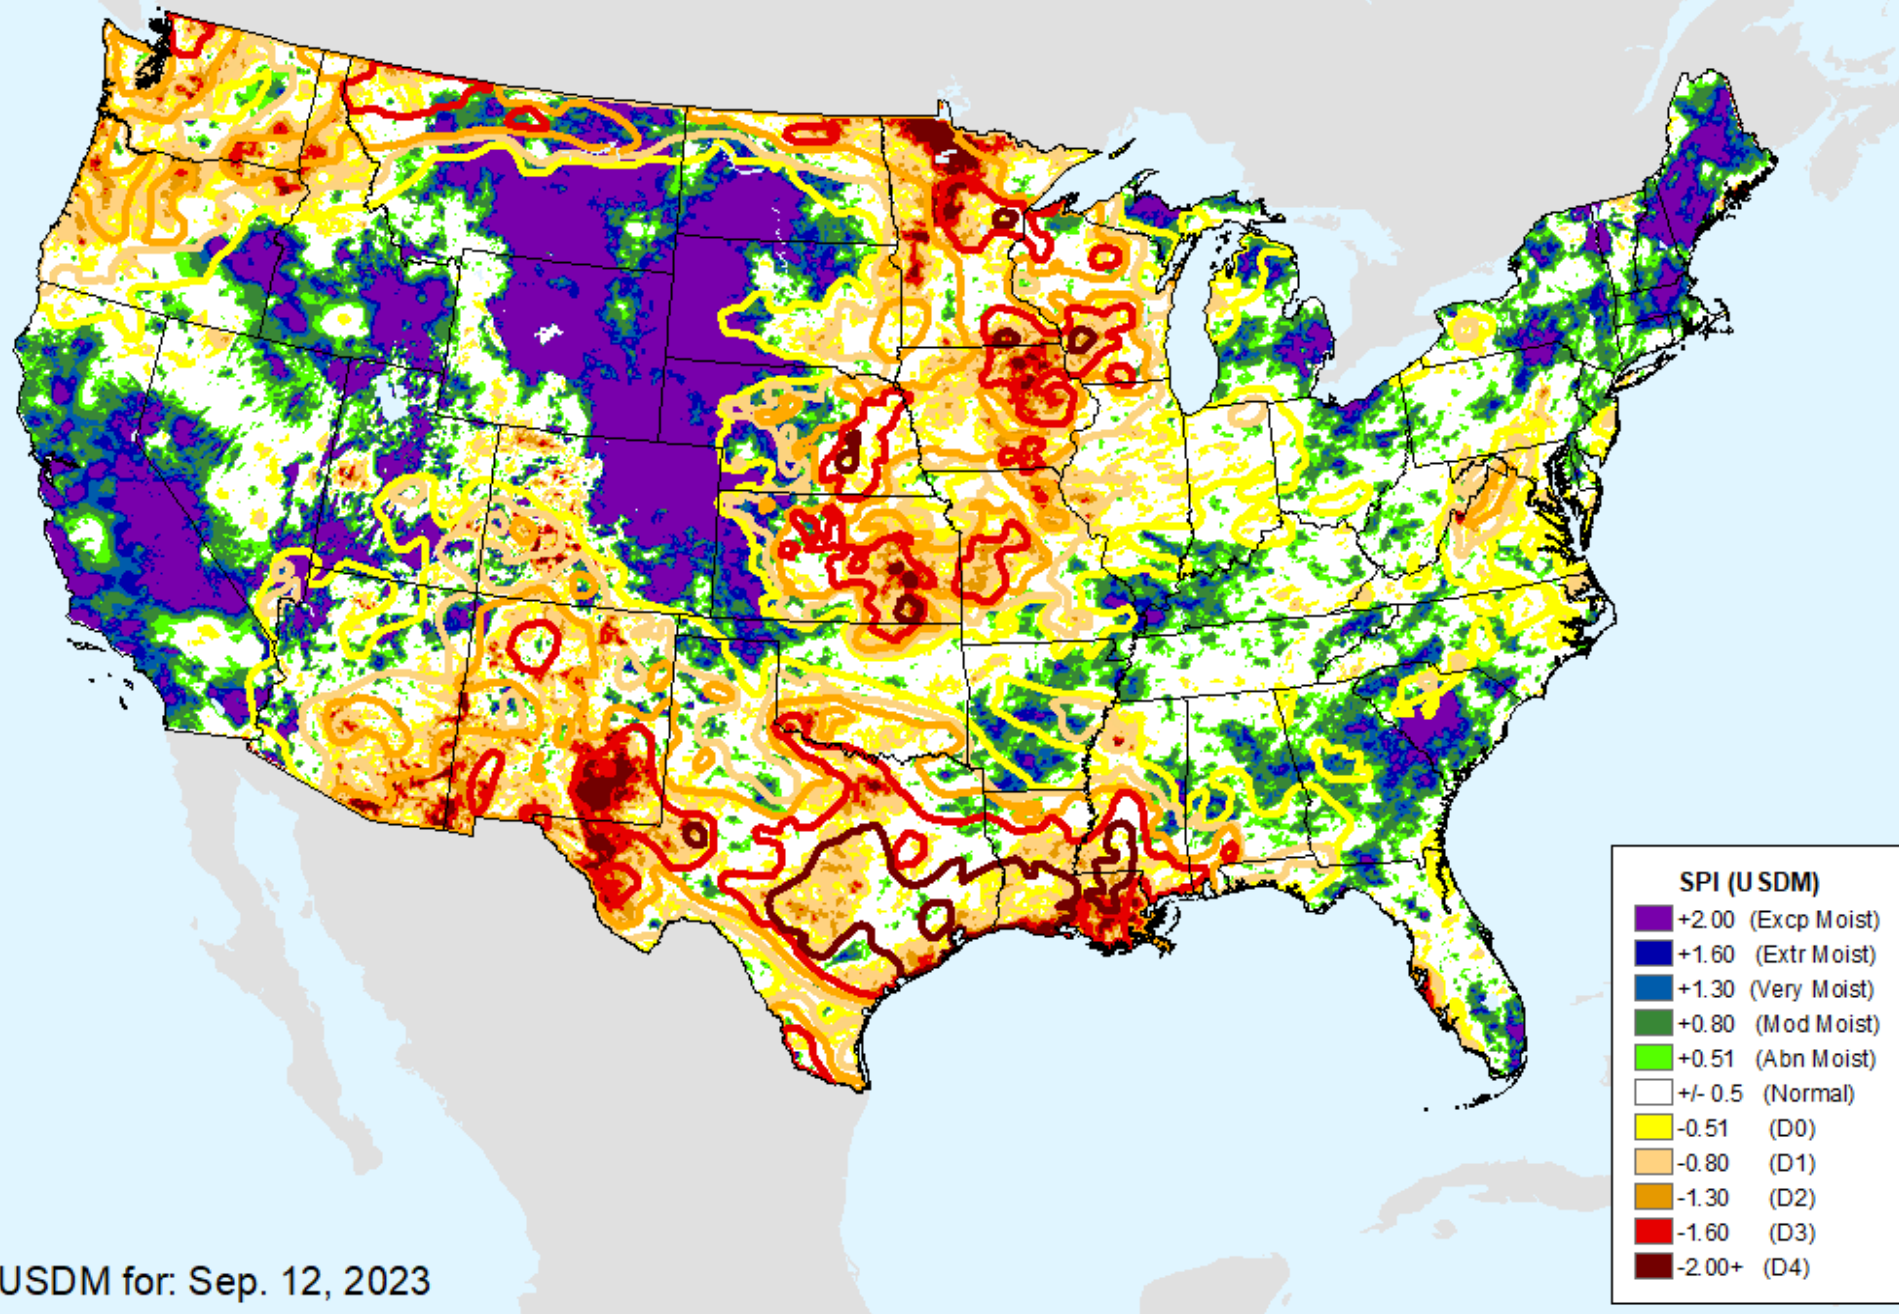 SPI (USDM)
+2.00 (Excp Moist)
+1.60 (Extr Moist)
+1.30 (Very Moist)
+0.80 (Mod Moist)
+0.51 (Abn Moist)
+/- 0.5 (Normal)
-0.51 (D0)
-0.80 (D1)
-1.30 (D2)
-1.60 (D3)
-2.00+ (D4)
USDM for: Sep. 12, 2023